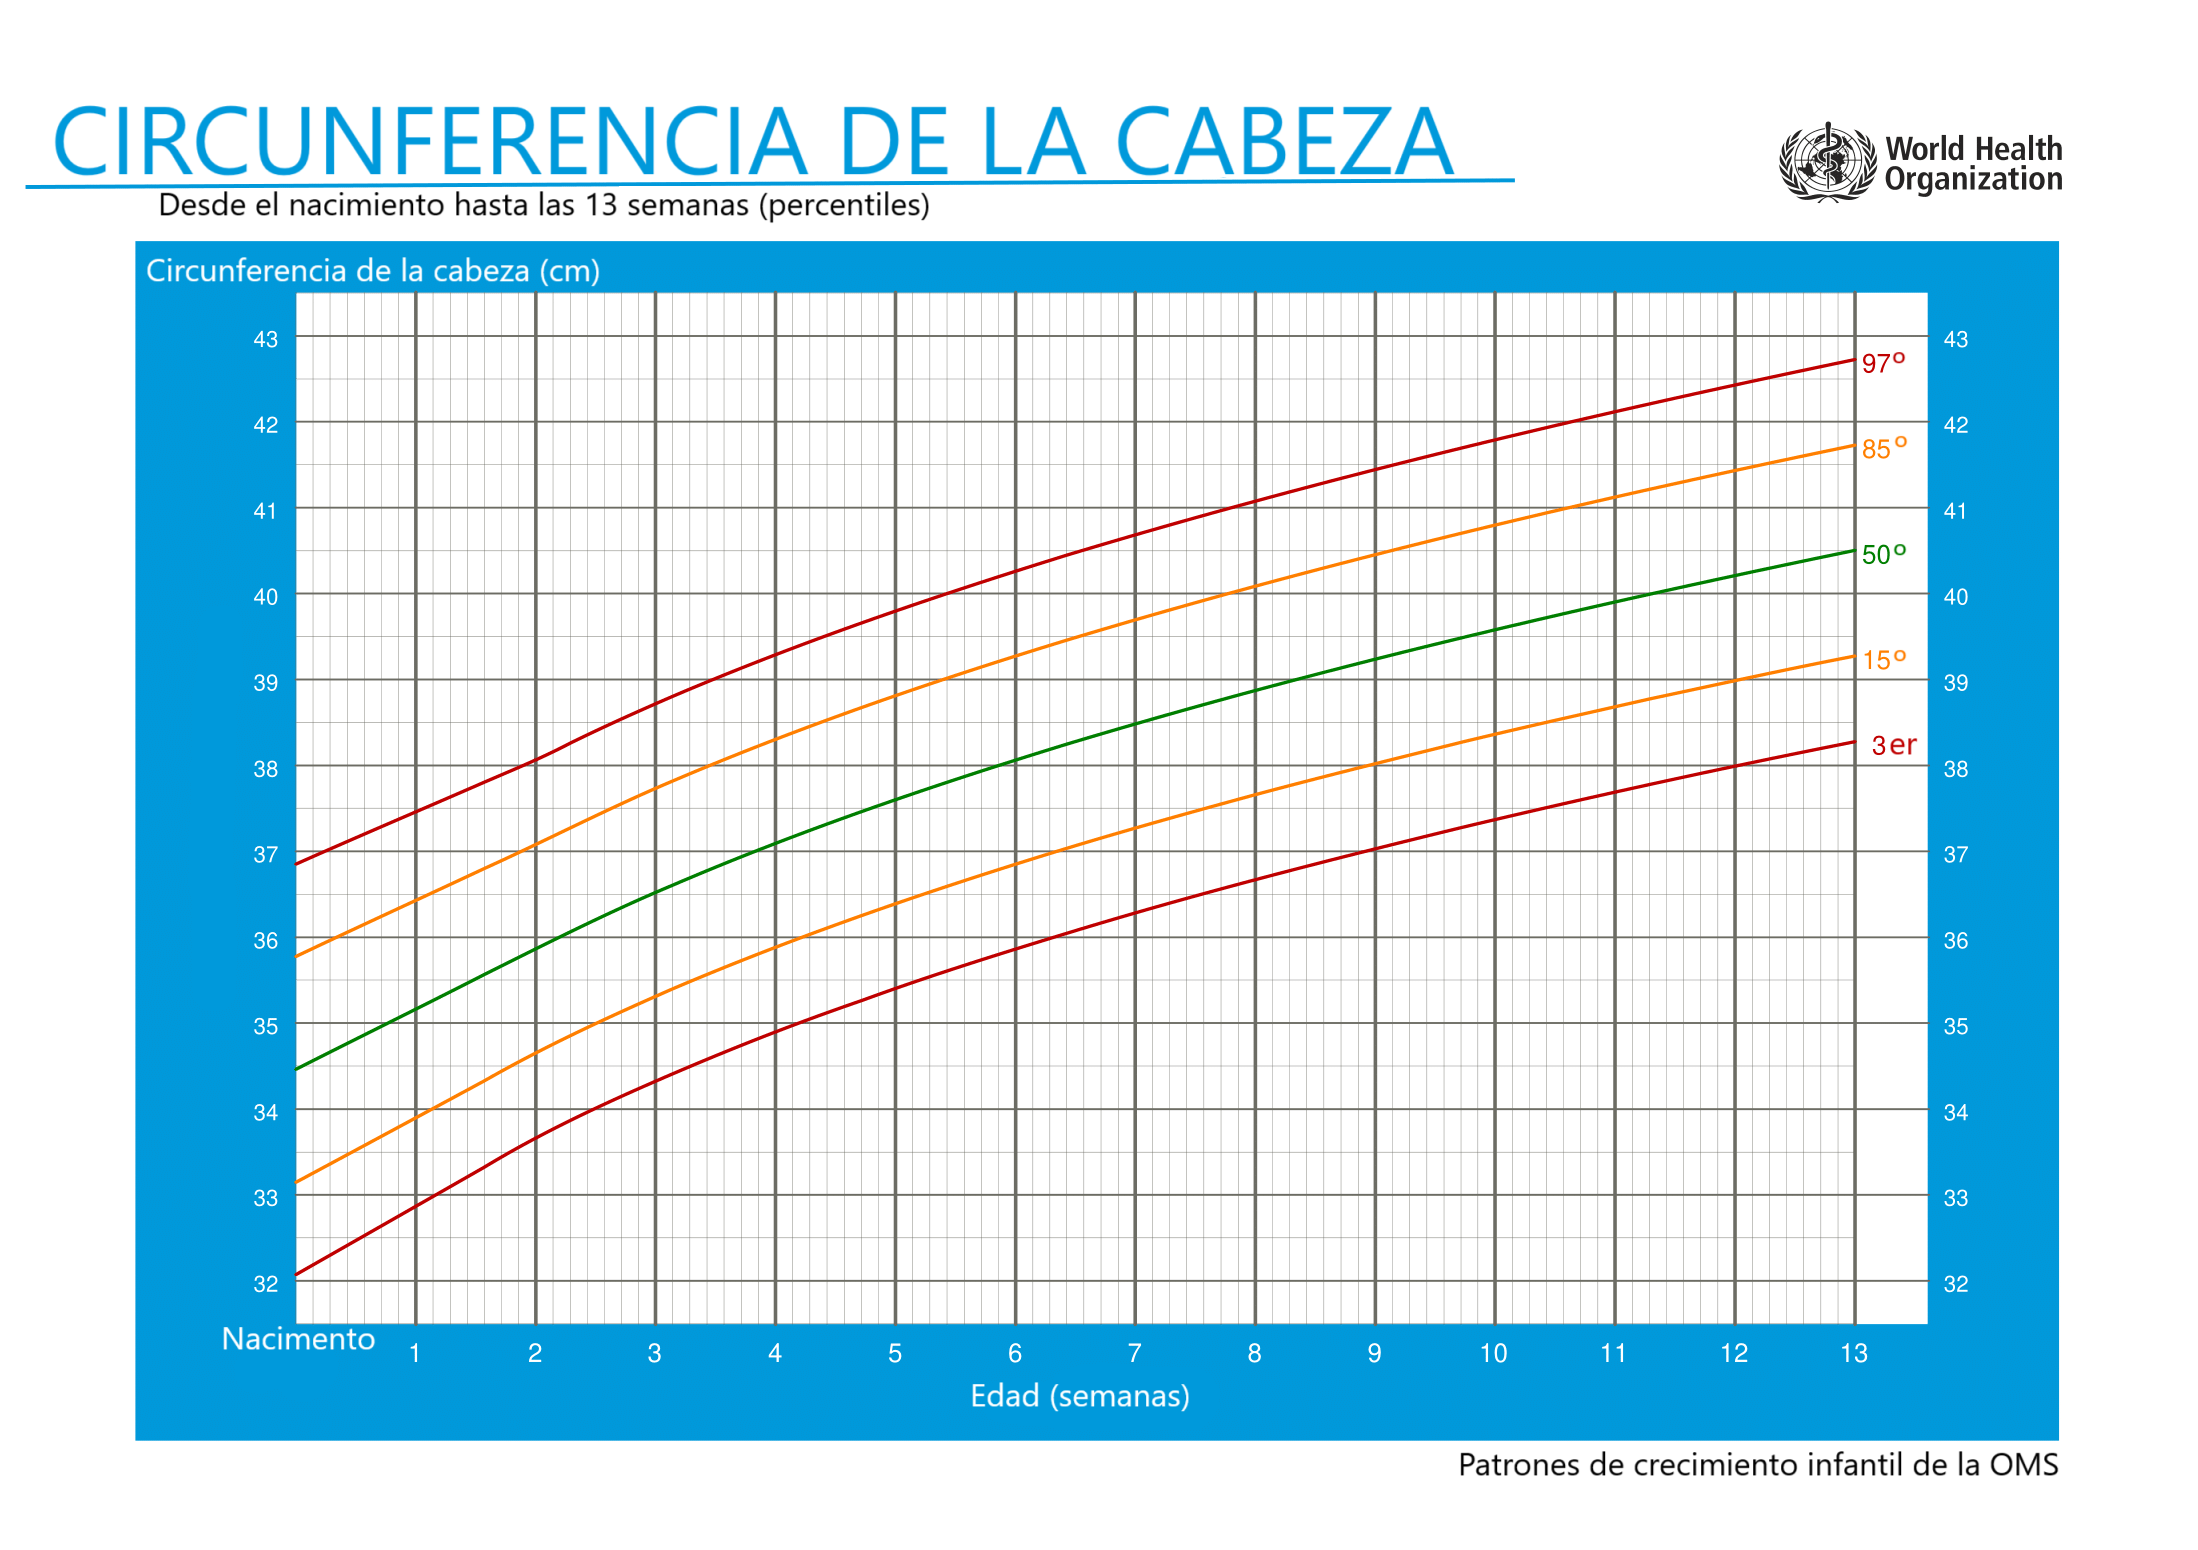 CIRCUNFERENCIA DE LA CABEZA
World Health
Organization
Desde el nacimiento hasta las 13 semanas (percentiles)
Circunferencia de la cabeza (cm)
43 43
97º
42 42
85º
41 41
50º
40 40
15º
39 39
3er
38 38
37 37
36 36
35 35
34 34
33 33
32 32
Nacimento 1 2 3 4 5 6 7 8 9 10 11 12 13
Edad (semanas)
Patrones de crecimiento infantil de la OMS